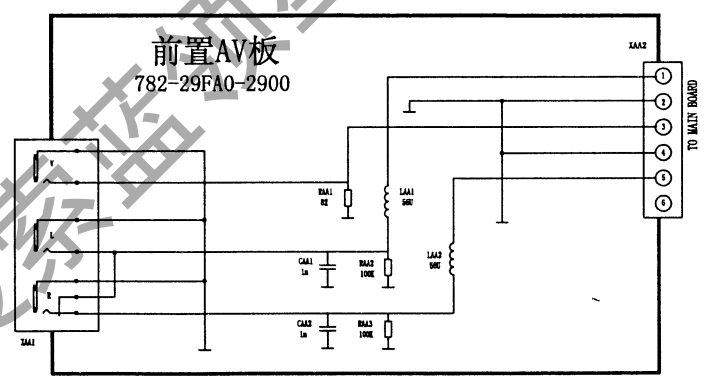 前置AV板
782-29FA0-2900
XAA2
TO MAIN BOARD
1
2
3
4
5
6
V
L
R
XAA1
RAA1
82
LAA1
56U
LAA2
56U
CAA1
1n
RAA2
100K
CAA2
1n
RAA3
100K